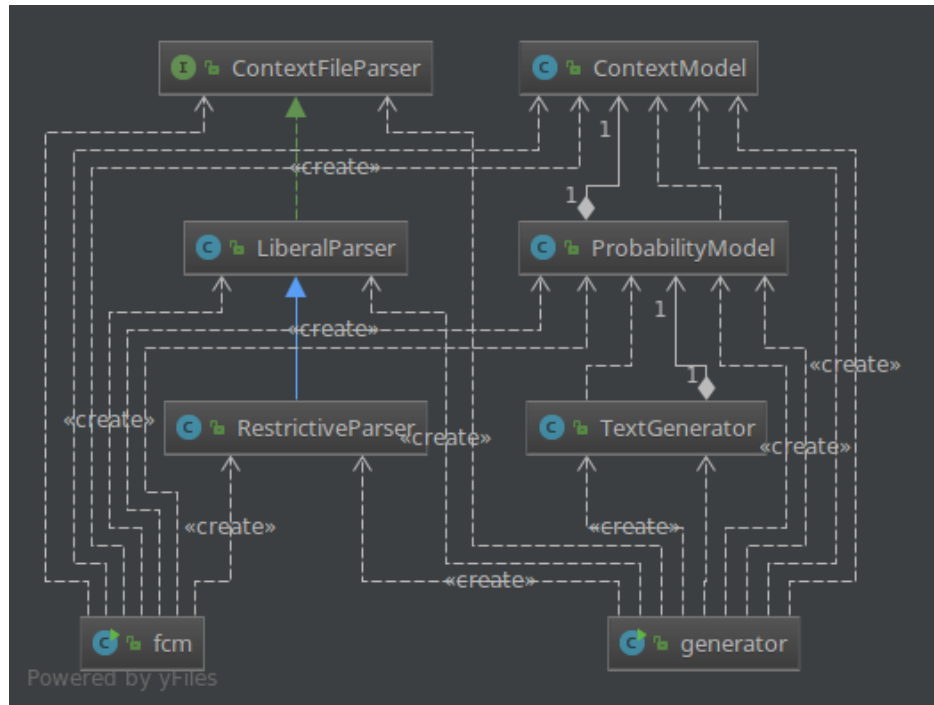 I ContextFileParser
C ContextModel
1
«create»
1
C LiberalParser
C ProbabilityModel
1
«create»
«create»
1
«create»
C RestrictiveParser
«create»
C TextGenerator
«create»
«create»
«create»
«create»
C fcm
C generator
Powered by yFiles